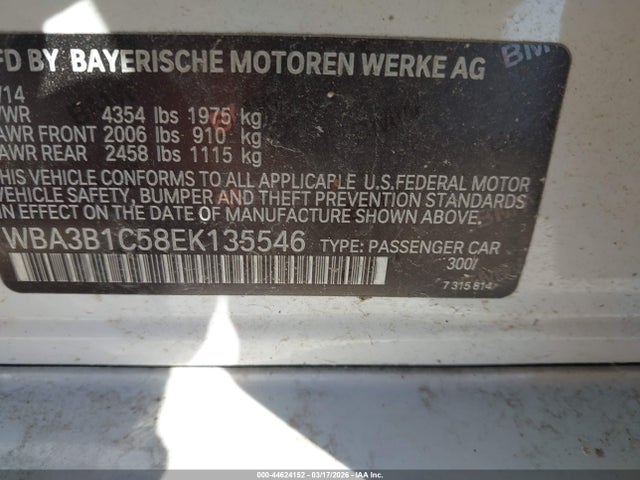 MFD BY BAYERISCHE MOTOREN WERKE AG
/14
VWR 4354 lbs 1975 kg
AWR FRONT 2006 lbs 910 kg
AWR REAR 2458 lbs 1115 kg
THIS VEHICLE CONFORMS TO ALL APPLICABLE U.S.FEDERAL MOTOR
VEHICLE SAFETY, BUMPER AND THEFT PREVENTION STANDARDS
IN EFFECT ON THE DATE OF MANUFACTURE SHOWN ABOVE.
WBA3B1C58EK135546 TYPE: PASSENGER CAR
300
7 315 814
000-44624152 - 03/17/2026 - IAA Inc.